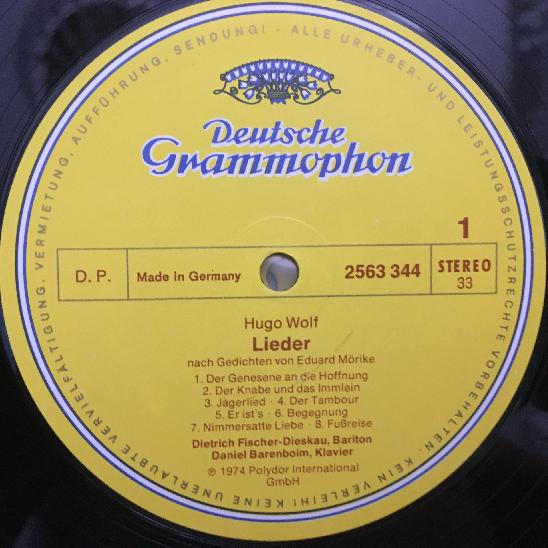 VERVIELFÄLTIGUNG, VERMIETUNG, AUFFÜHRUNG, SENDUNG! · ALLE URHEBER- UND LEISTUNGSSCHUTZRECHTE VORBEHALTEN · KEIN VERLEIH! KEINE UNERLAUBTE
Deutsche
Grammophon
1
D. P.
Made in Germany
2563 344
STEREO
33
Hugo Wolf
Lieder
nach Gedichten von Eduard Mörike
1. Der Genesene an die Hoffnung
2. Der Knabe und das Immlein
3. Jägerlied · 4. Der Tambour
5. Er ist's · 6. Begegnung
7. Nimmersatte Liebe · 8. Fußreise
Dietrich Fischer-Dieskau, Bariton
Daniel Barenboim, Klavier
℗ 1974 Polydor International
GmbH